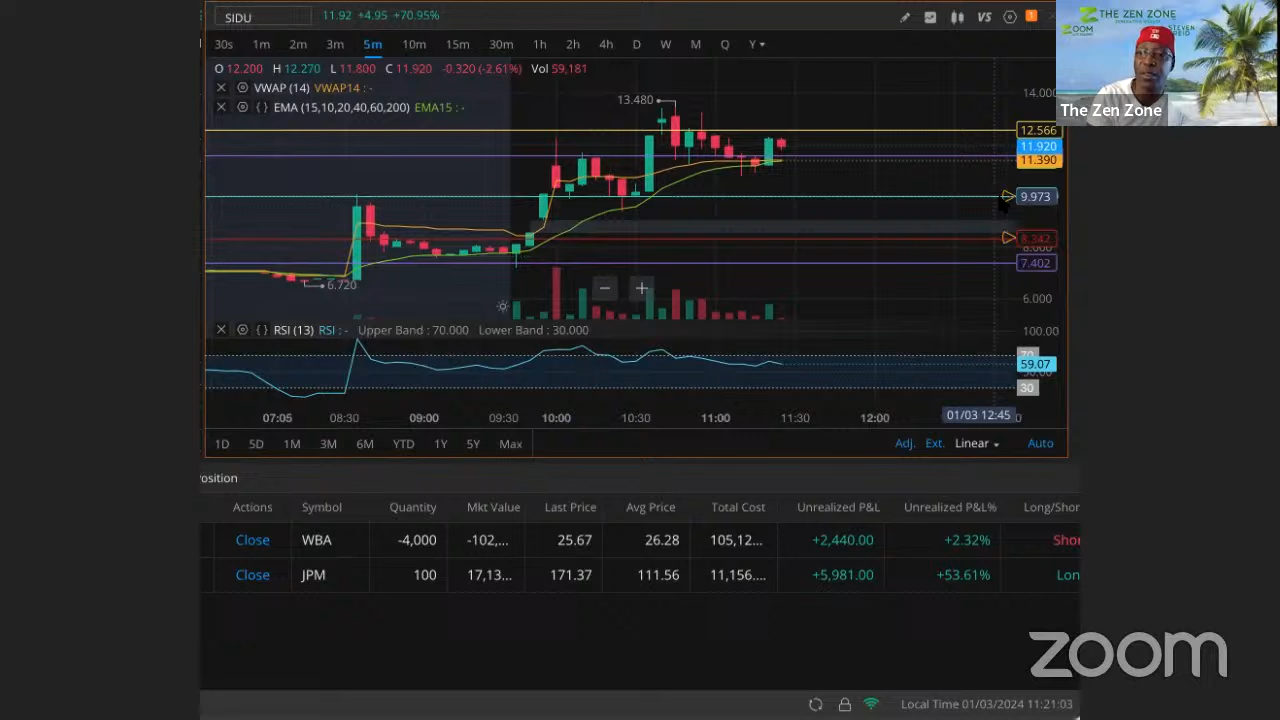 SIDU 11.92 +4.95 +70.95% VS 1
30s 1m 2m 3m 5m 10m 15m 30m 1h 2h 4h D W M Q Y
O 12.200 H 12.270 L 11.800 C 11.920 -0.320 (-2.61%) Vol 59,181
VWAP (14) VWAP14 : -
EMA (15,10,20,40,60,200) EMA15 : -
13.480
14.000
12.566
11.920
11.390
9.973
8.342
8.000
7.402
6.720
6.000
RSI (13) RSI : - Upper Band : 70.000 Lower Band : 30.000
100.00
70
59.07
30
07:05 08:30 09:00 09:30 10:00 10:30 11:00 11:30 12:00 01/03 12:45
1D 5D 1M 3M 6M YTD 1Y 5Y Max Adj. Ext. Linear Auto
THE ZEN ZONE
ZOOM STEVEN
The Zen Zone
osition
Actions Symbol Quantity Mkt Value Last Price Avg Price Total Cost Unrealized P&L Unrealized P&L% Long/Shor
Close WBA -4,000 -102,... 25.67 26.28 105,12... +2,440.00 +2.32% Shor
Close JPM 100 17,13... 171.37 111.56 11,156.... +5,981.00 +53.61% Lon
zoom
Local Time 01/03/2024 11:21:03